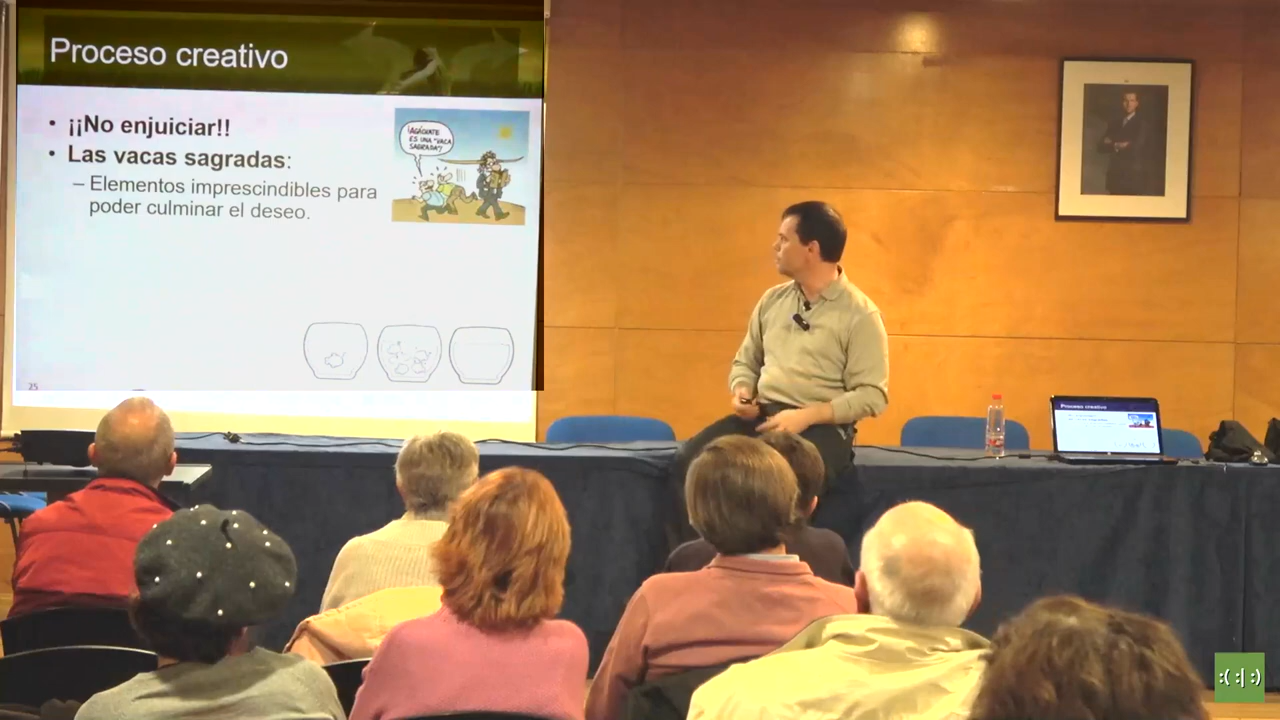 Proceso creativo
• ¡¡No enjuiciar!!
• Las vacas sagradas:
– Elementos imprescindibles para
poder culminar el deseo.
¡AGÁCHATE
ES UNA "VACA
SAGRADA"!
25
Proceso creativo
:( :| :)